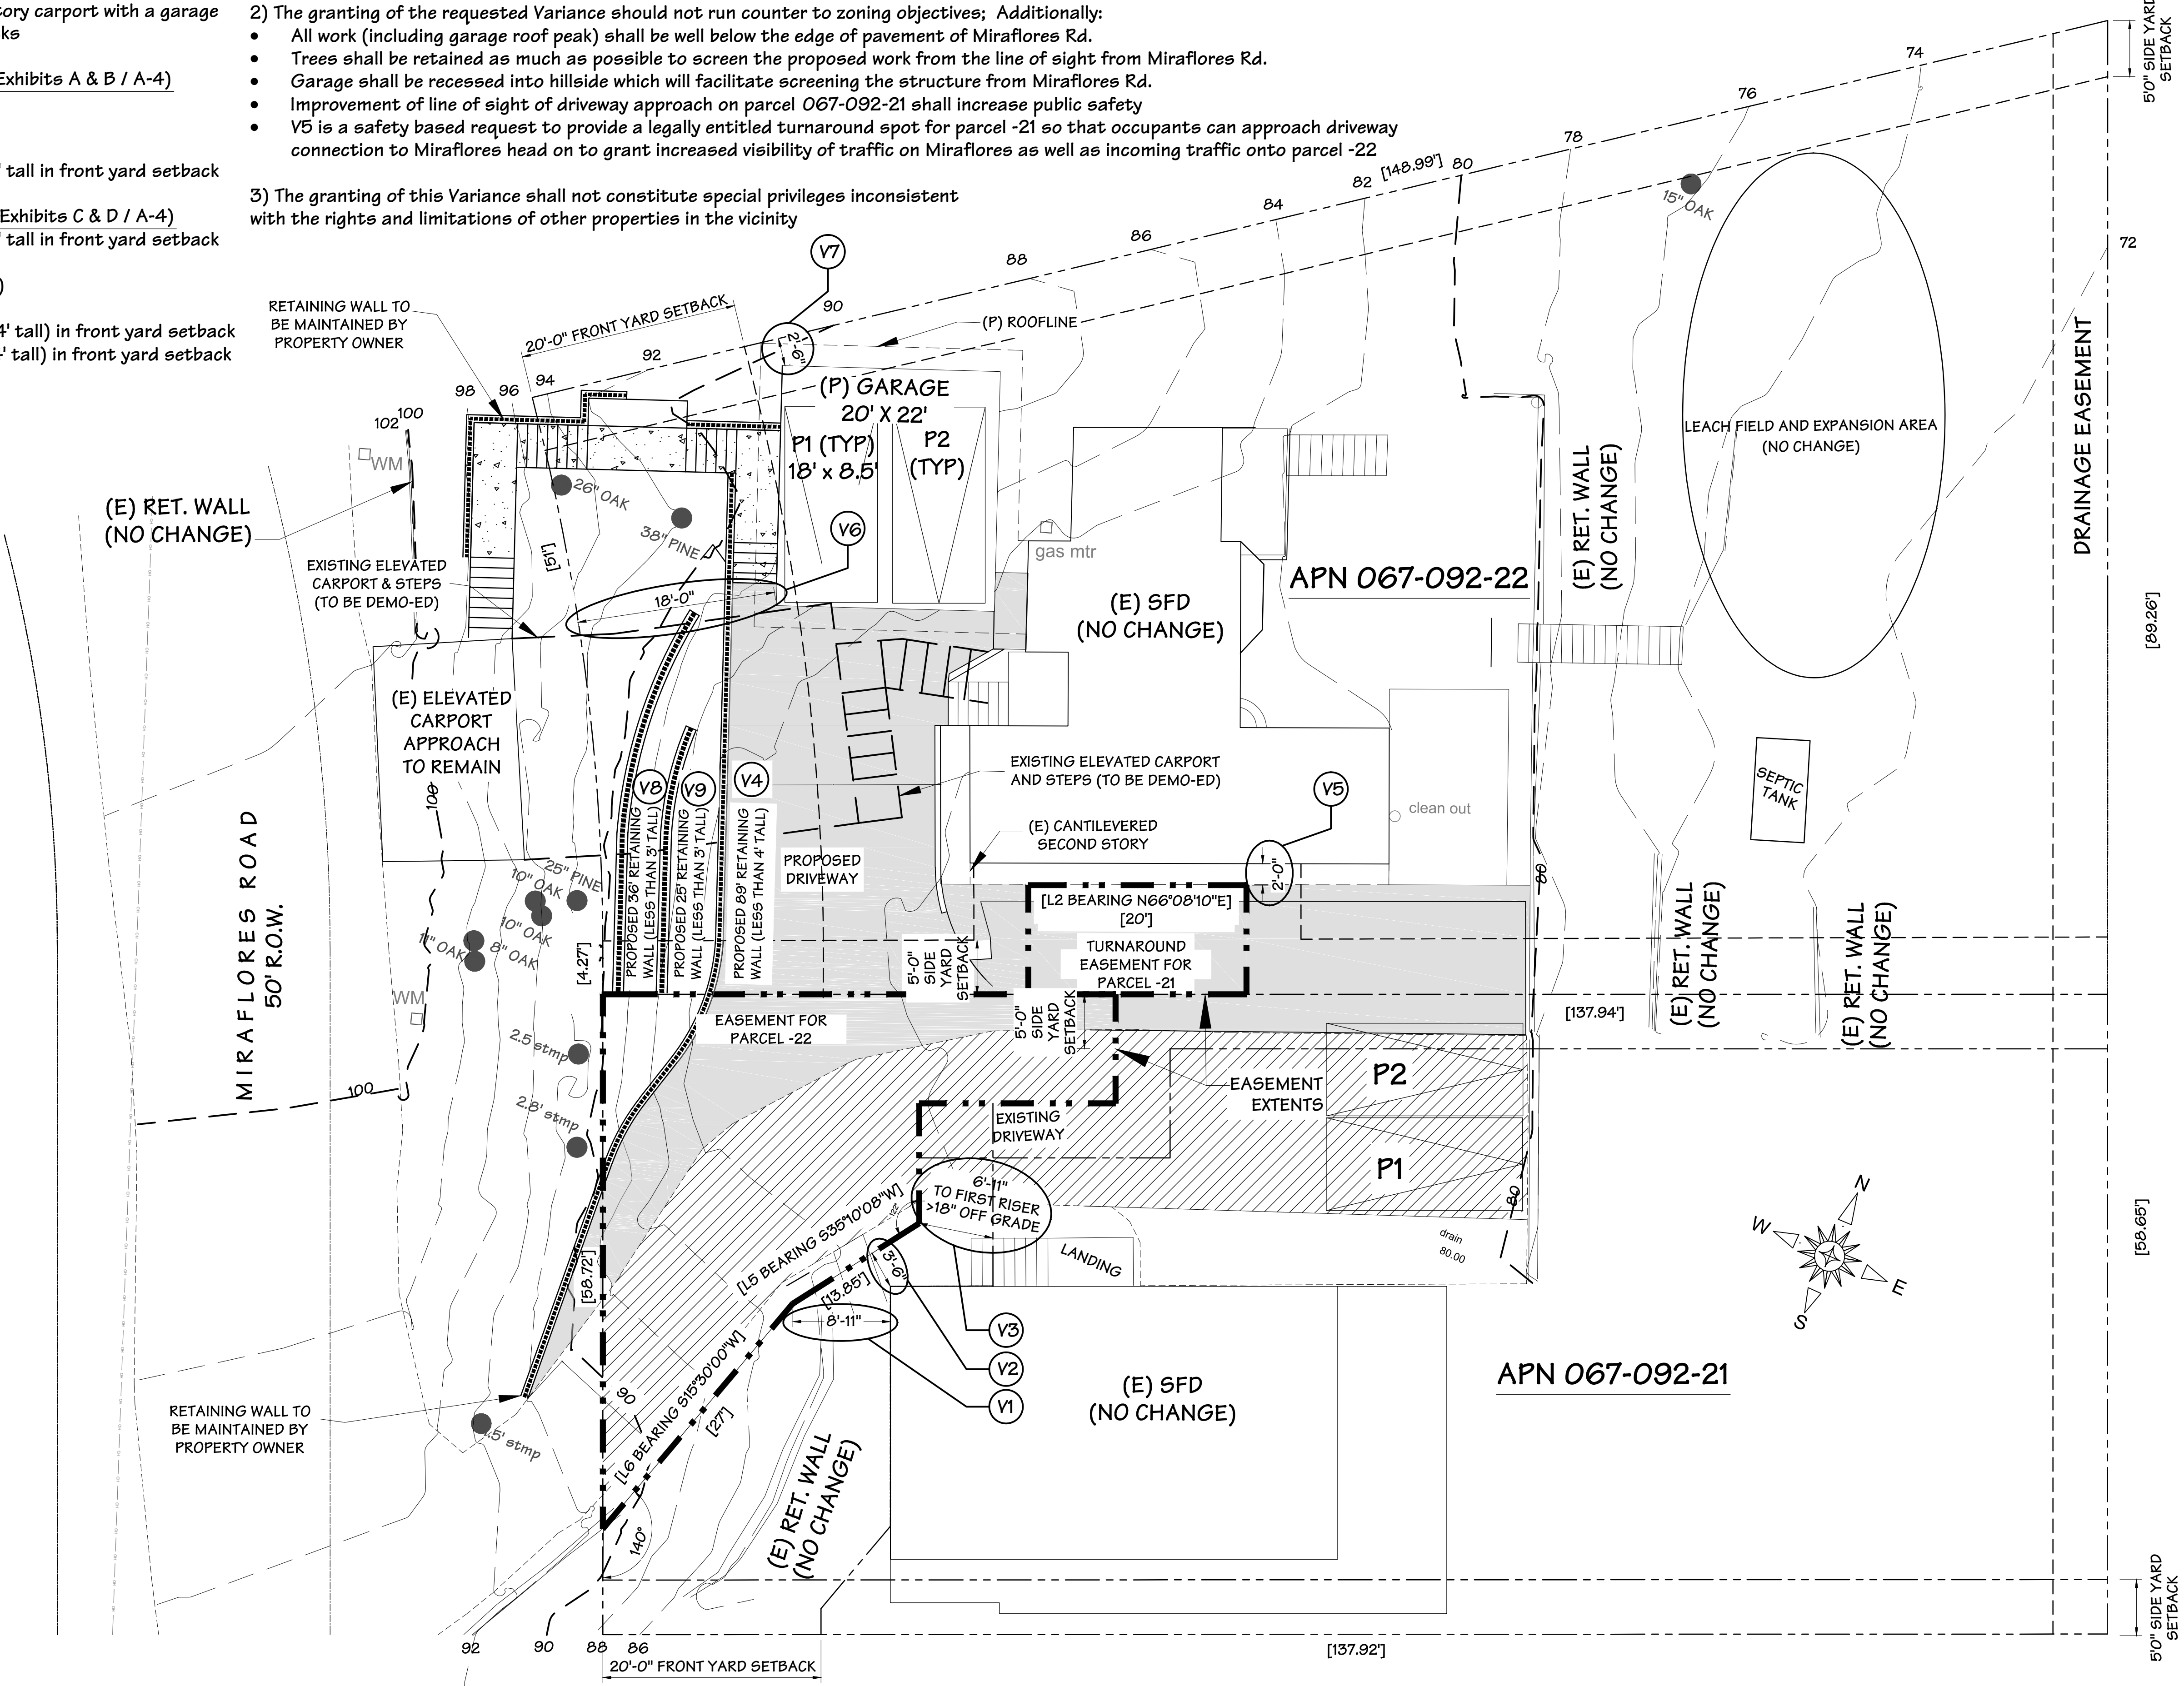 tory carport with a garage
ks
Exhibits A & B / A-4)
' tall in front yard setback
Exhibits C & D / A-4)
' tall in front yard setback
)
4' tall) in front yard setback
' tall) in front yard setback
2) The granting of the requested Variance should not run counter to zoning objectives; Additionally:
• All work (including garage roof peak) shall be well below the edge of pavement of Miraflores Rd.
• Trees shall be retained as much as possible to screen the proposed work from the line of sight from Miraflores Rd.
• Garage shall be recessed into hillside which will facilitate screening the structure from Miraflores Rd.
• Improvement of line of sight of driveway approach on parcel 067-092-21 shall increase public safety
• V5 is a safety based request to provide a legally entitled turnaround spot for parcel -21 so that occupants can approach driveway
connection to Miraflores head on to grant increased visibility of traffic on Miraflores as well as incoming traffic onto parcel -22
3) The granting of this Variance shall not constitute special privileges inconsistent
with the rights and limitations of other properties in the vicinity
5'0" SIDE YARD
SETBACK
74
76
78
80
[148.99']
82
84
86
88
90
92
94
96
98
100
102
72
15" OAK
V7
2'-6"
20'-0" FRONT YARD SETBACK
RETAINING WALL TO
BE MAINTAINED BY
PROPERTY OWNER
(P) ROOFLINE
(P) GARAGE
20' X 22'
P1 (TYP)
18' x 8.5'
P2
(TYP)
WM
(E) RET. WALL
(NO CHANGE)
26" OAK
38" PINE
[51']
V6
18'-0"
EXISTING ELEVATED
CARPORT & STEPS
(TO BE DEMO-ED)
gas mtr
(E) SFD
(NO CHANGE)
APN 067-092-22
(E) RET. WALL
(NO CHANGE)
LEACH FIELD AND EXPANSION AREA
(NO CHANGE)
DRAINAGE EASEMENT
[89.26']
(E) ELEVATED
CARPORT
APPROACH
TO REMAIN
100
MIRAFLORES ROAD
50' R.O.W.
V8
V9
V4
PROPOSED 36' RETAINING
WALL (LESS THAN 3' TALL)
PROPOSED 25' RETAINING
WALL (LESS THAN 3' TALL)
PROPOSED 89' RETAINING
WALL (LESS THAN 4' TALL)
PROPOSED
DRIVEWAY
EXISTING ELEVATED CARPORT
AND STEPS (TO BE DEMO-ED)
(E) CANTILEVERED
SECOND STORY
V5
2'-0"
clean out
SEPTIC
TANK
80
25" PINE
10" OAK
10" OAK
11" OAK
8" OAK
[4.27']
WM
5'-0"
SIDE
YARD
SETBACK
[L2 BEARING N66°08'10"E]
[20']
TURNAROUND
EASEMENT FOR
PARCEL -21
(E) RET. WALL
(NO CHANGE)
(E) RET. WALL
(NO CHANGE)
[137.94']
EASEMENT FOR
PARCEL -22
5'-0"
SIDE
YARD
SETBACK
2.5 stmp
2.8' stmp
100
EASEMENT
EXTENTS
P2
P1
EXISTING
DRIVEWAY
6'-11"
TO FIRST RISER
>18" OFF GRADE
122°
[L5 BEARING S35°10'08"W]
[13.85']
3'-6"
8'-11"
[58.72']
LANDING
drain
80.00
80
N
W
E
S
[58.65']
V3
V2
V1
[L6 BEARING S15°30'00"W]
[27']
90
(E) SFD
(NO CHANGE)
APN 067-092-21
RETAINING WALL TO
BE MAINTAINED BY
PROPERTY OWNER
.5' stmp
140°
(E) RET. WALL
(NO CHANGE)
92
90
88
86
20'-0" FRONT YARD SETBACK
[137.92']
5'0" SIDE YARD
SETBACK